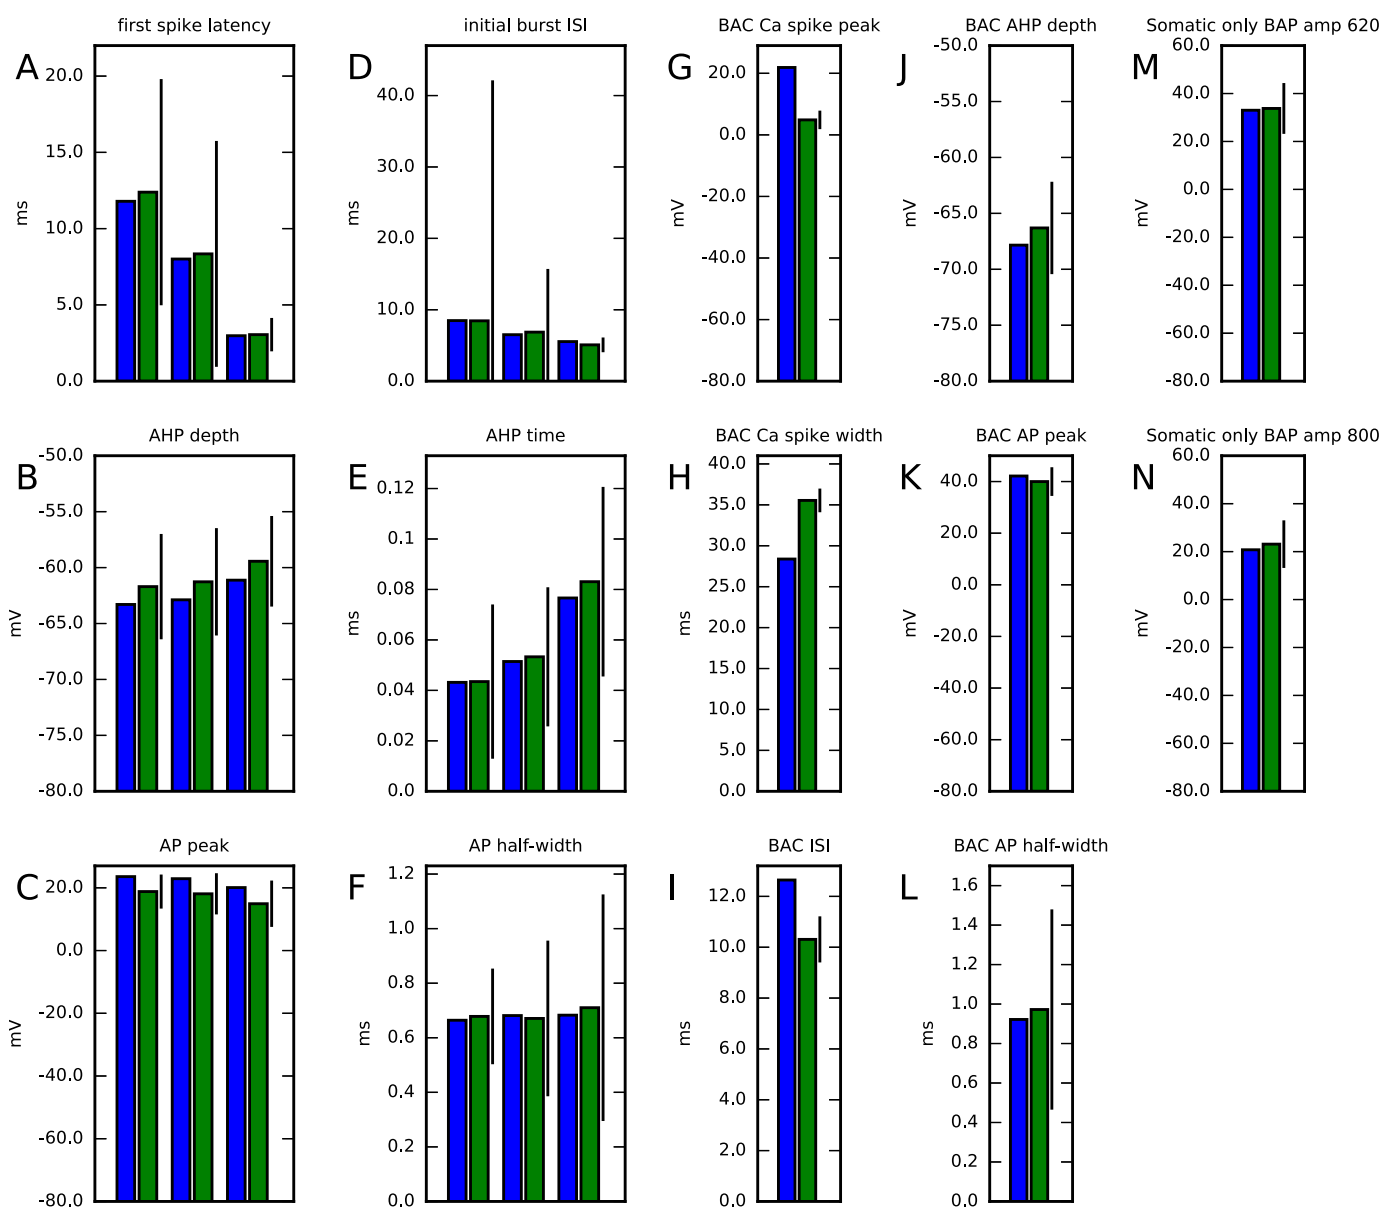 first spike latency
A
20.0
15.0
10.0
5.0
0.0
ms
initial burst ISI
D
40.0
30.0
20.0
10.0
0.0
ms
BAC Ca spike peak
G
20.0
0.0
-20.0
-40.0
-60.0
-80.0
mV
BAC AHP depth
J
-50.0
-55.0
-60.0
-65.0
-70.0
-75.0
-80.0
mV
Somatic only BAP amp 620
M
60.0
40.0
20.0
0.0
-20.0
-40.0
-60.0
-80.0
mV
AHP depth
B
-50.0
-55.0
-60.0
-65.0
-70.0
-75.0
-80.0
mV
AHP time
E
0.12
0.1
0.08
0.06
0.04
0.02
0.0
ms
BAC Ca spike width
H
40.0
35.0
30.0
25.0
20.0
15.0
10.0
5.0
0.0
ms
BAC AP peak
K
40.0
20.0
0.0
-20.0
-40.0
-60.0
-80.0
mV
Somatic only BAP amp 800
N
60.0
40.0
20.0
0.0
-20.0
-40.0
-60.0
-80.0
mV
AP peak
C
20.0
0.0
-20.0
-40.0
-60.0
-80.0
mV
AP half-width
F
1.2
1.0
0.8
0.6
0.4
0.2
0.0
ms
BAC ISI
I
12.0
10.0
8.0
6.0
4.0
2.0
0.0
ms
BAC AP half-width
L
1.6
1.4
1.2
1.0
0.8
0.6
0.4
0.2
0.0
ms